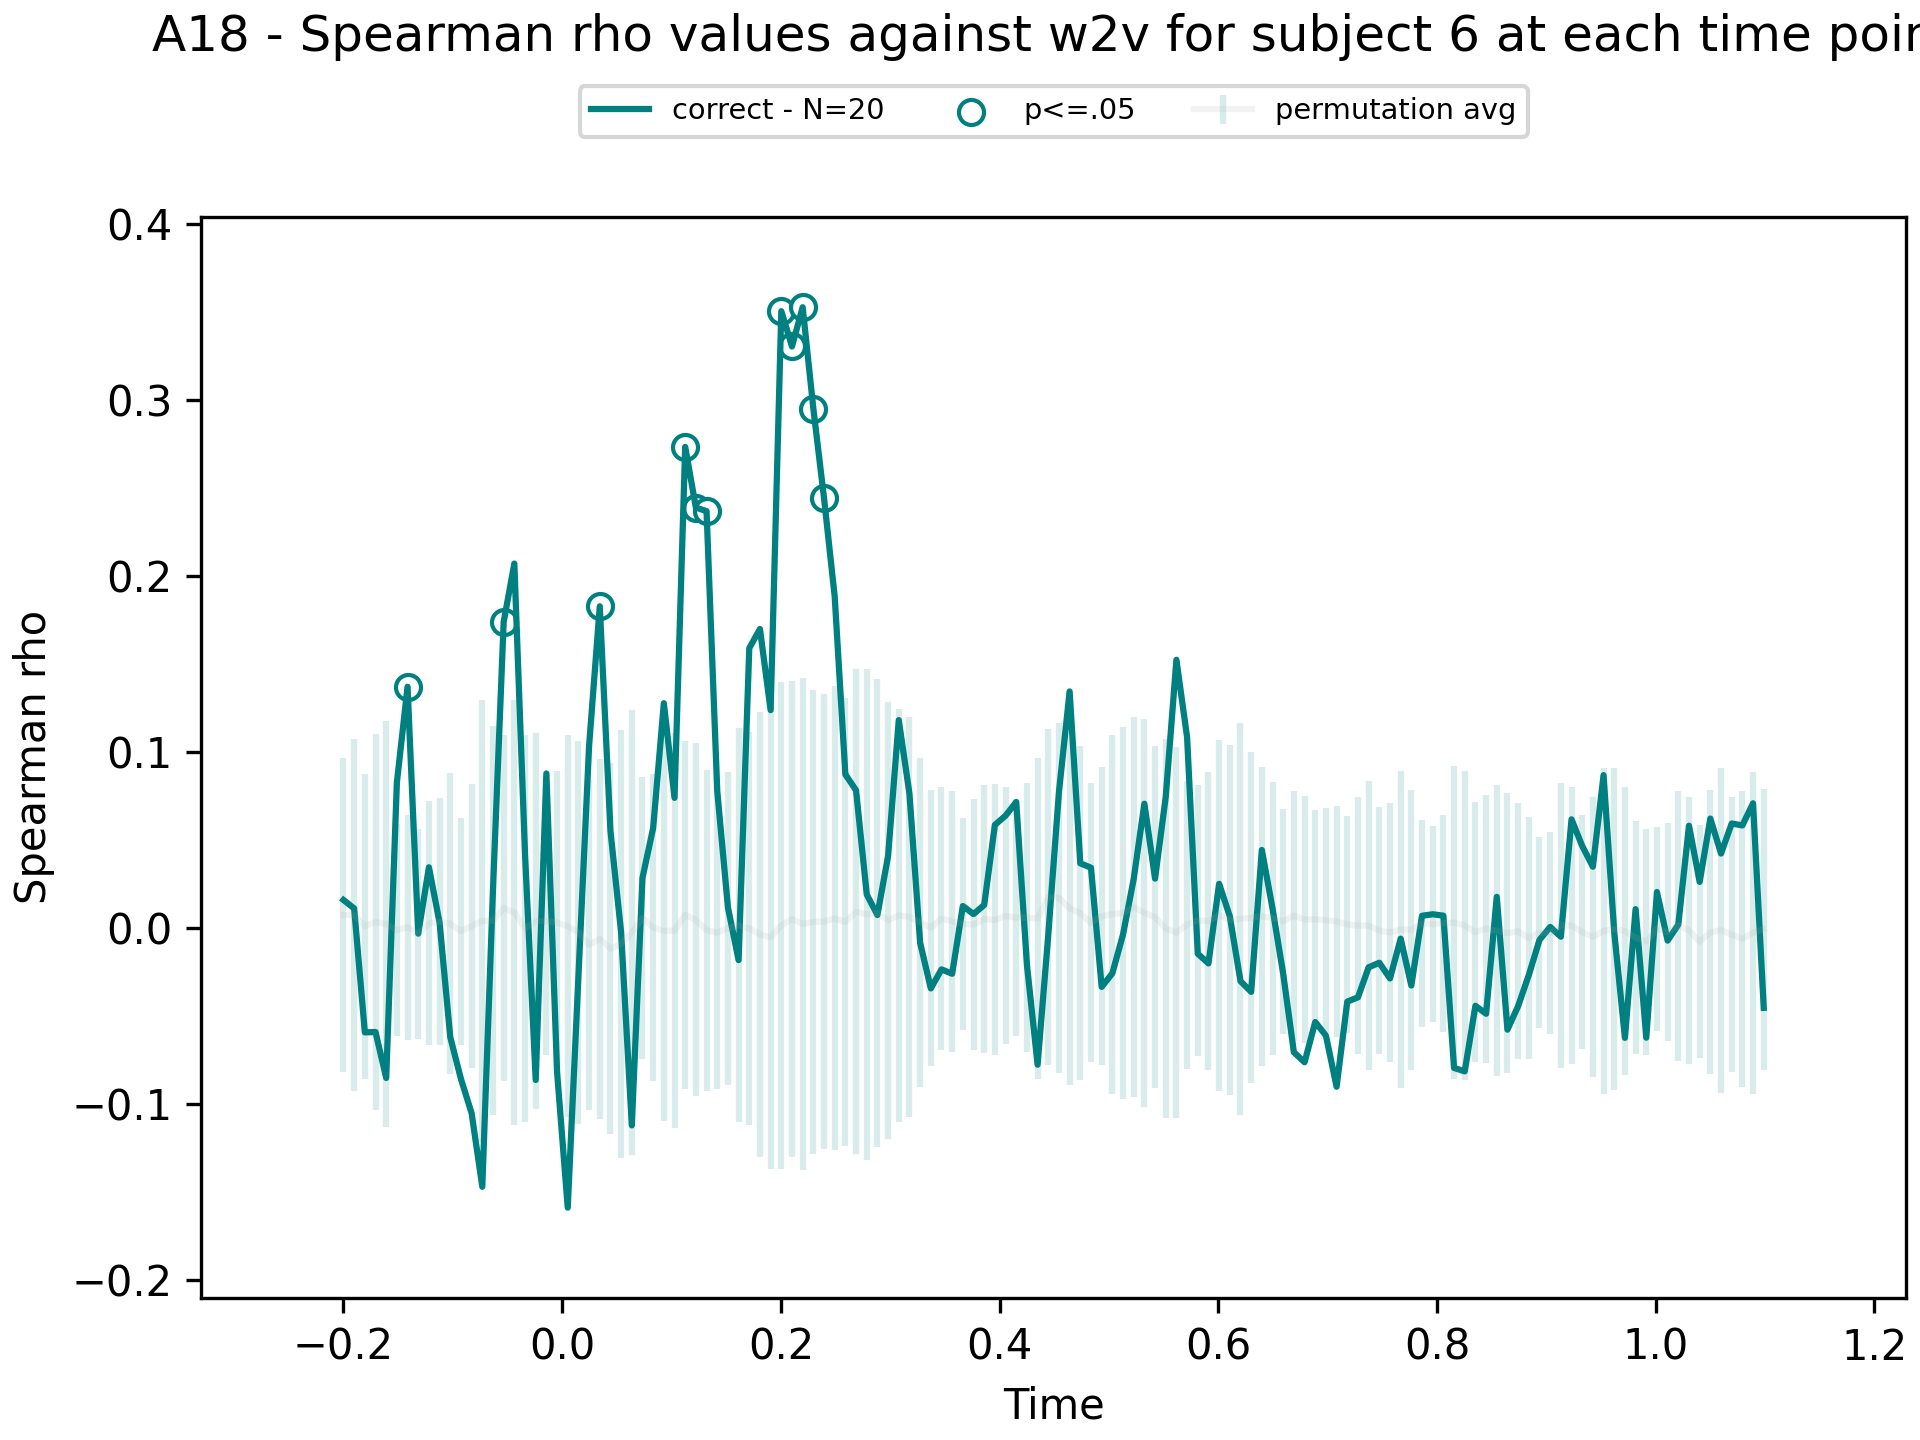 A18 - Spearman rho values against w2v for subject 6 at each time poin
correct - N=20 p<=.05 permutation avg
0.4
0.3
0.2
0.1
0.0
−0.1
−0.2
Spearman rho
−0.2 0.0 0.2 0.4 0.6 0.8 1.0 1.2
Time